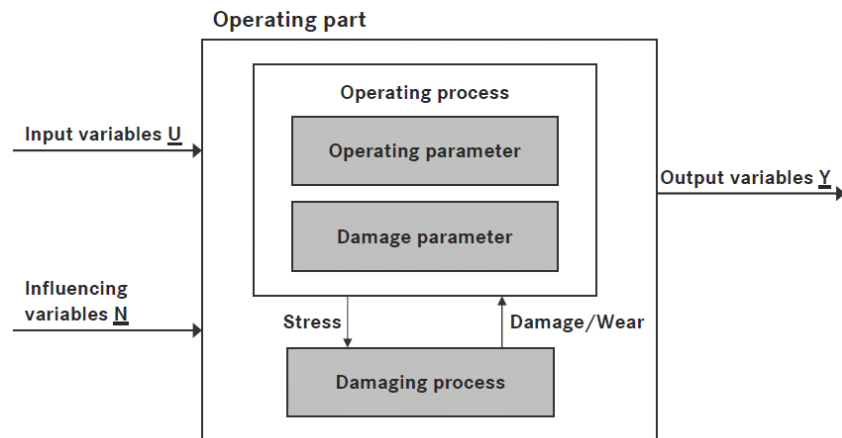 Operating part
Operating process
Input variables U
Operating parameter
Output variables Y
Damage parameter
Influencing
variables N
Stress
Damage/Wear
Damaging process